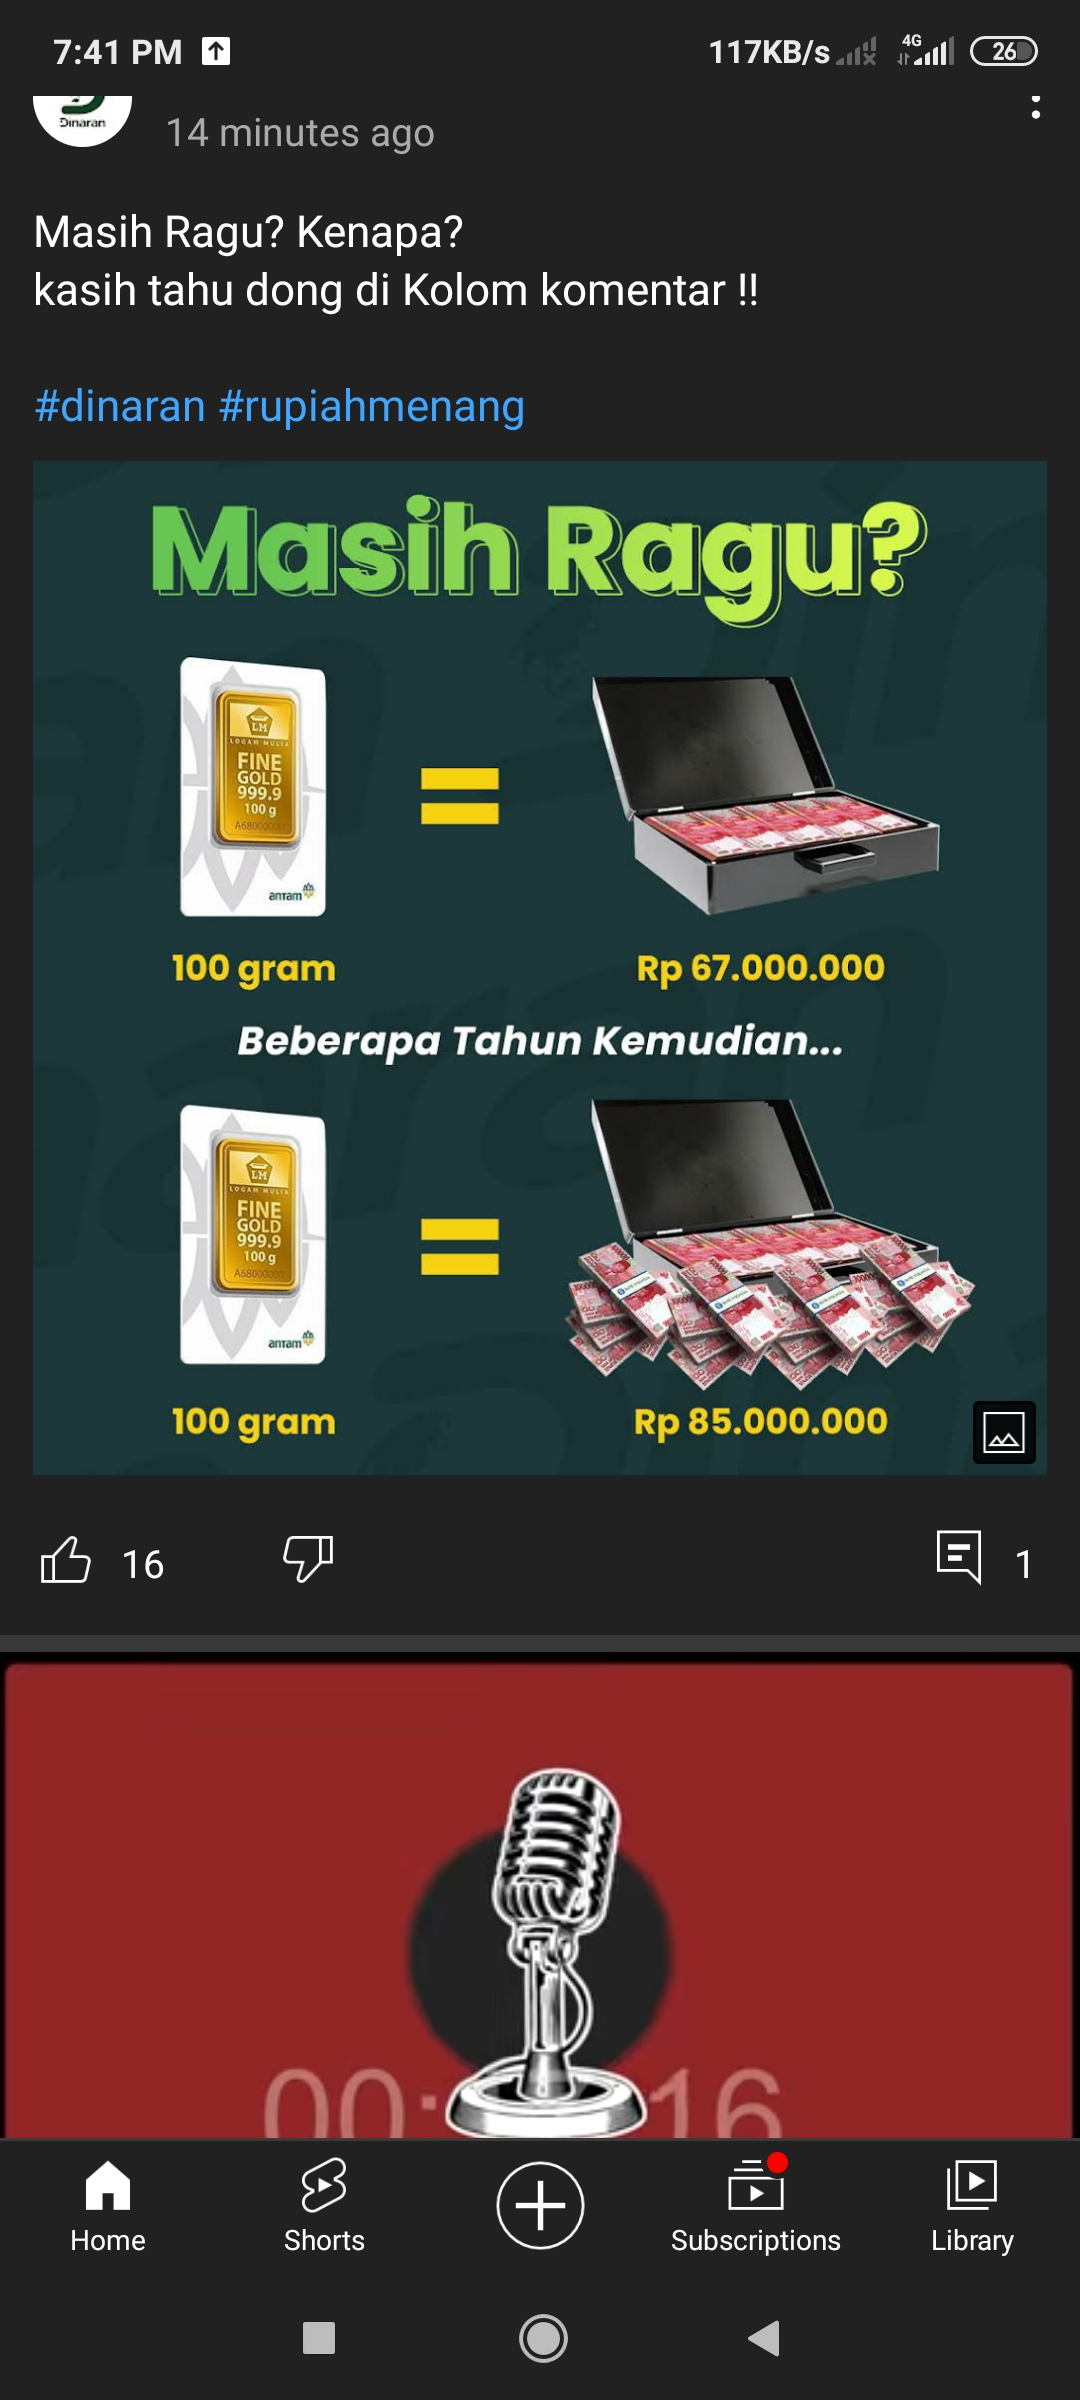 7:41 PM
117KB/s
4G
26
Dinaran
14 minutes ago
Masih Ragu? Kenapa?
kasih tahu dong di Kolom komentar !!
#dinaran #rupiahmenang
Masih Ragu?
LM
LOGAM MULIA
FINE
GOLD
999.9
100 g
antam
100 gram
=
Rp 67.000.000
Beberapa Tahun Kemudian...
LM
LOGAM MULIA
FINE
GOLD
999.9
100 g
antam
100 gram
=
Rp 85.000.000
16
1
00:
16
Home
Shorts
Subscriptions
Library